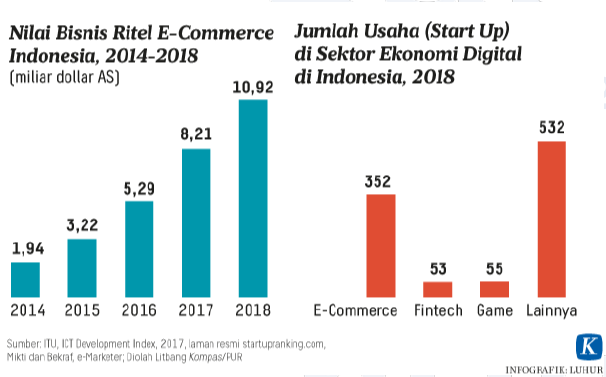 Nilai Bisnis Ritel E-Commerce
Indonesia, 2014-2018
(miliar dollar AS)
10,92
8,21
5,29
3,22
1,94
2014 2015 2016 2017 2018
Jumlah Usaha (Start Up)
di Sektor Ekonomi Digital
di Indonesia, 2018
532
352
53
55
E-Commerce Fintech Game Lainnya
Sumber: ITU, ICT Development Index, 2017, laman resmi startupranking.com,
Mikti dan Bekraf, e-Marketer; Diolah Litbang Kompas/PUR
K
INFOGRAFIK: LUHUR